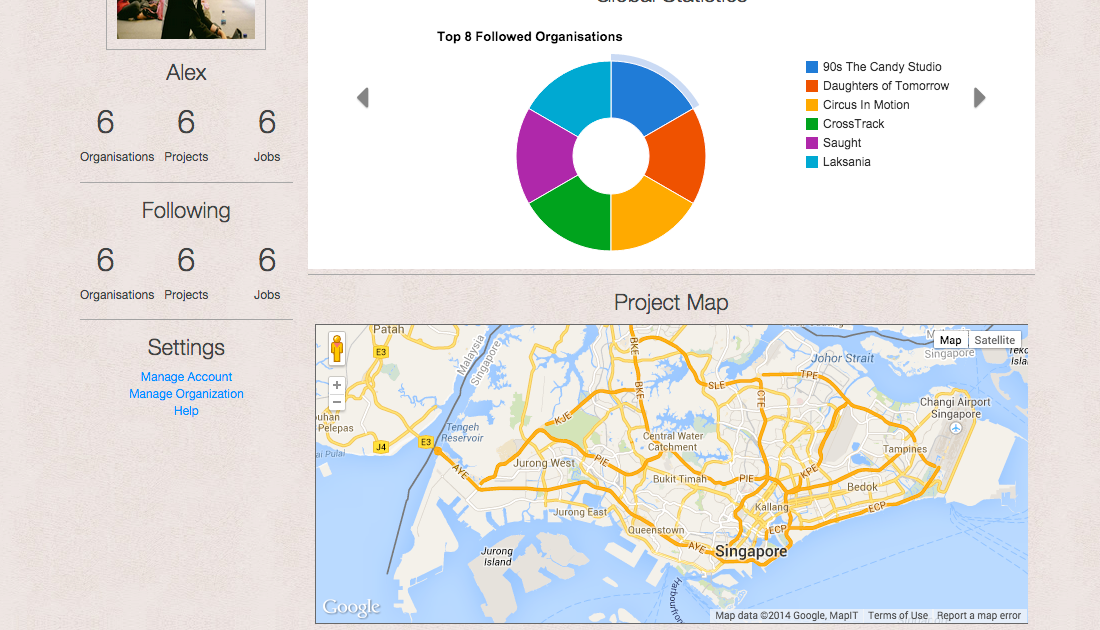 Global Statistics
Alex
6 6 6
Organisations Projects Jobs
Following
6 6 6
Organisations Projects Jobs
Settings
Manage Account
Manage Organization
Help
Top 8 Followed Organisations
90s The Candy Studio
Daughters of Tomorrow
Circus In Motion
CrossTrack
Saught
Laksania
Project Map
Patah
E3
Malaysia
Singapore
BKE
Johor Strait
Map Satellite
Singapore
SLE
TPE
BKE
CTE
Changi Airport
Singapore
+
−
KJE
Pelepas
Tengeh
Reservoir
E3
J4
Central Water
Catchment
Tampines
AYE
Jurong West
PIE
Bukit Timah
PIE
KPE
Bedok
Jurong East
Kallang
ECP
Queenstown
ECP
AYE
Singapore
Jurong
Island
Google
Map data ©2014 Google, MapIT Terms of Use Report a map error